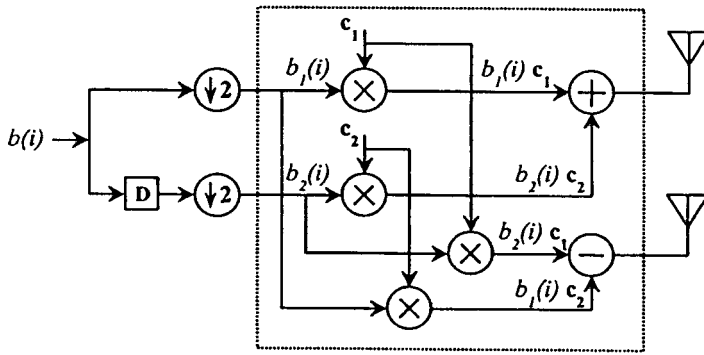 c₁
↓2 b₁(i) × b₁(i) c₁ +
b(i)
c₂
D ↓2 b₂(i) × b₂(i) c₂
× b₂(i) c₁ −
× b₁(i) c₂